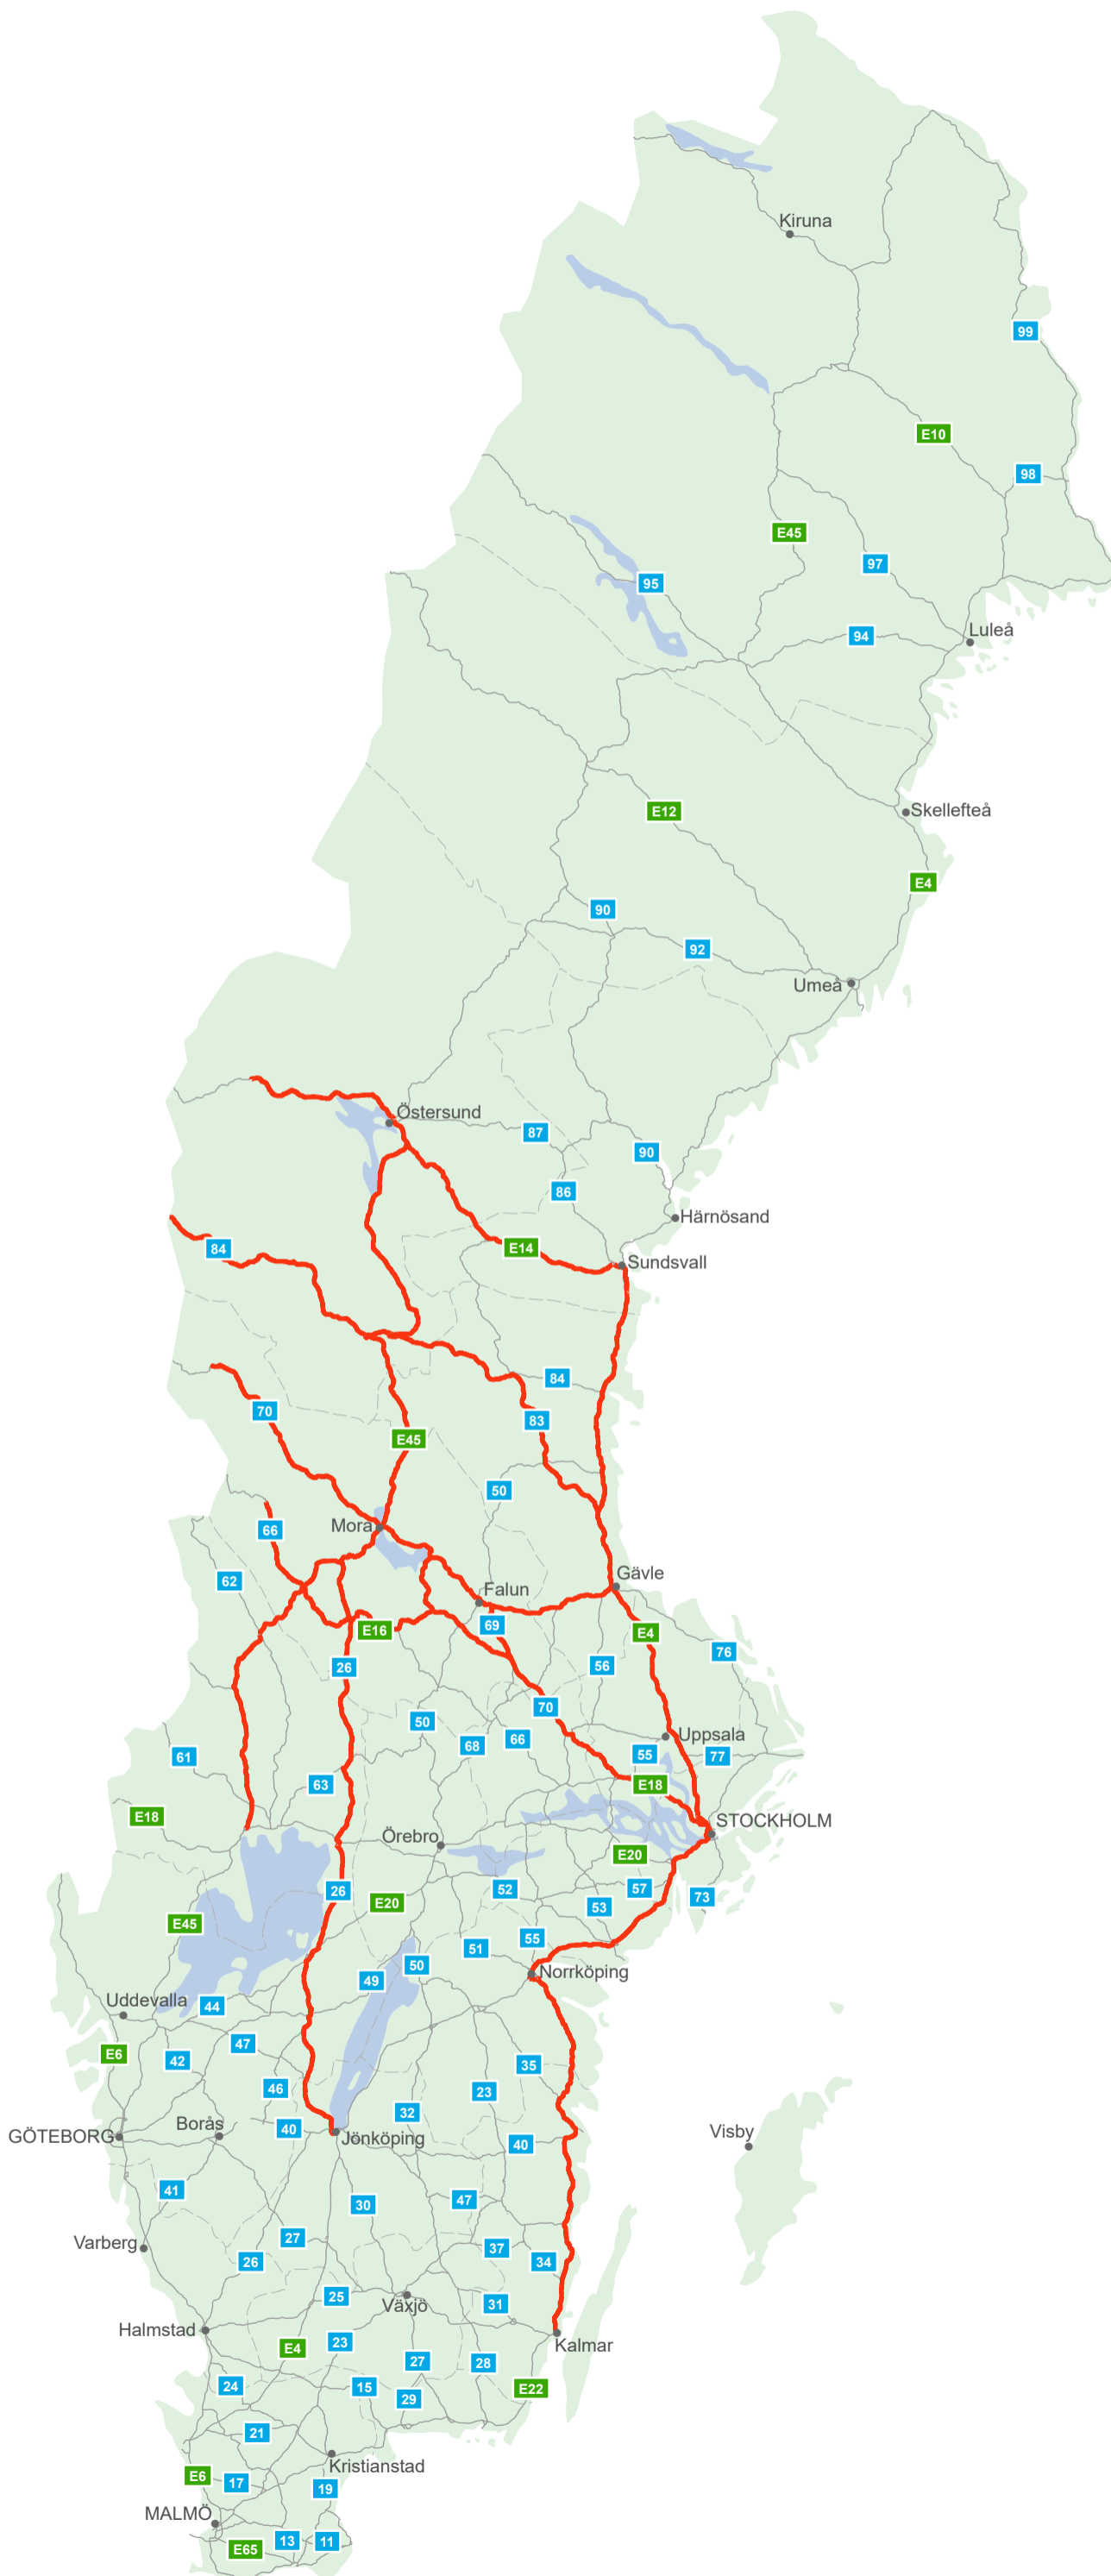 Kiruna
99
E10
98
E45
97
95
Luleå
94
Skellefteå
E12
E4
90
92
Umeå
Östersund
87
90
86
Härnösand
84
E14
Sundsvall
84
70
83
E45
50
Mora
66
62
Gävle
Falun
69
E16
E4
76
56
26
70
50
Uppsala
66
68
55
77
61
63
E18
E18
STOCKHOLM
Örebro
E20
57
52
26
73
E20
53
E45
55
51
50
Norrköping
49
Uddevalla
44
47
E6
42
35
46
23
32
Borås
40
Visby
GÖTEBORG
Jönköping
40
41
47
30
27
Varberg
37
26
34
25
Växjö
31
Halmstad
23
Kalmar
E4
27
28
24
15
E22
29
21
Kristianstad
E6
17
19
MALMÖ
13
11
E65